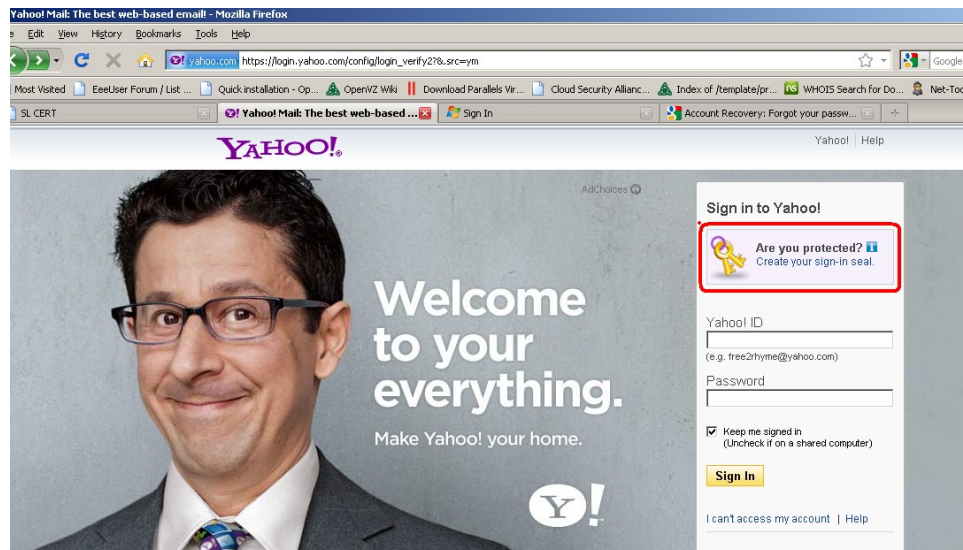 Yahoo! Mail: The best web-based email! - Mozilla Firefox
Edit View History Bookmarks Tools Help
yahoo.com https://login.yahoo.com/config/login_verify2?&.src=ym
Google
Most Visited EeeUser Forum / List ... Quick installation - Op... OpenVZ Wiki Download Parallels Vir... Cloud Security Allianc... Index of /template/pr... WHOIS Search for Do... Net-Too
SL CERT Yahoo! Mail: The best web-based ... Sign In Account Recovery: Forgot your passw...
YAHOO!
Yahoo! Help
AdChoices
Sign in to Yahoo!
Are you protected?
Create your sign-in seal.
Welcome
to your
everything.
Make Yahoo! your home.
Y!
Yahoo! ID
(e.g. free2rhyme@yahoo.com)
Password
Keep me signed in
(Uncheck if on a shared computer)
Sign In
I can't access my account | Help